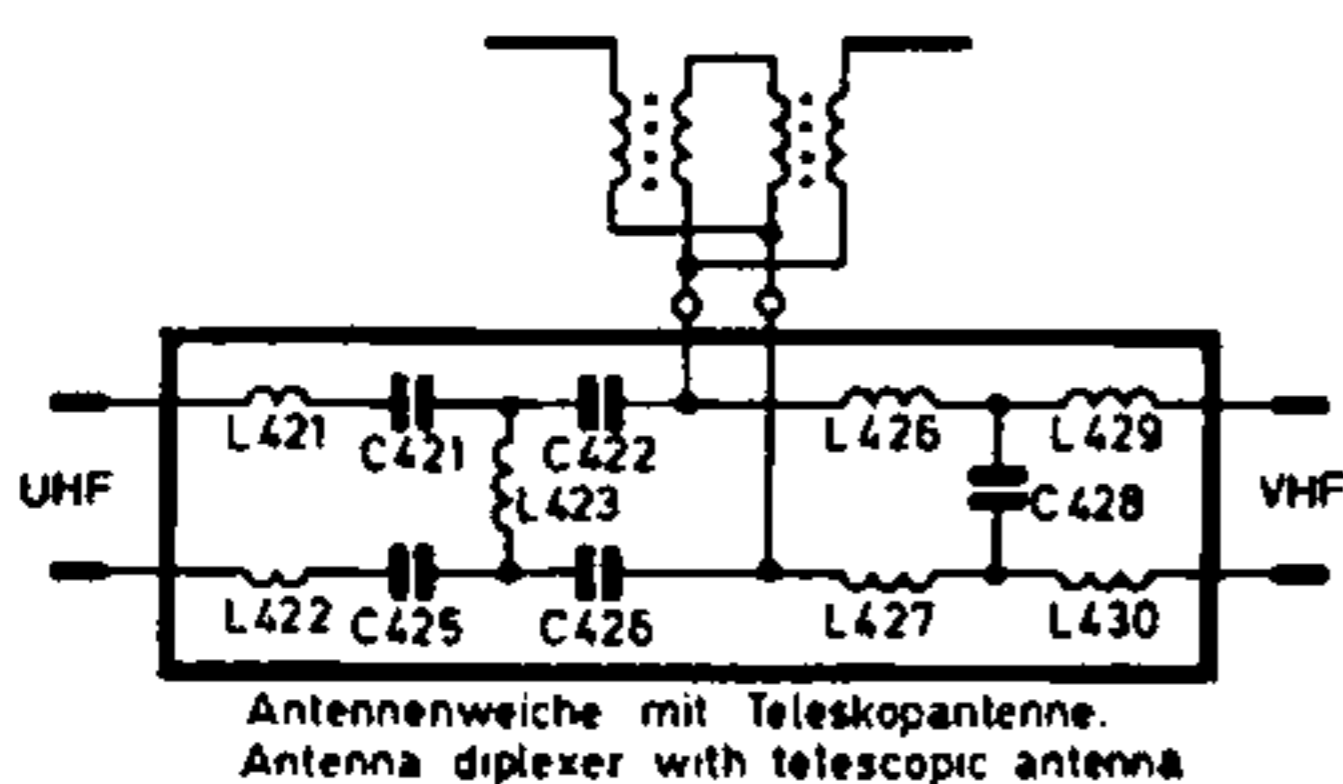 L421
C421
C422
L426
L429
UHF
L423
C428
VHF
L422
C425
C426
L427
L430
Antennenweiche mit Teleskopantenne.
Antenna diplexer with telescopic antenna